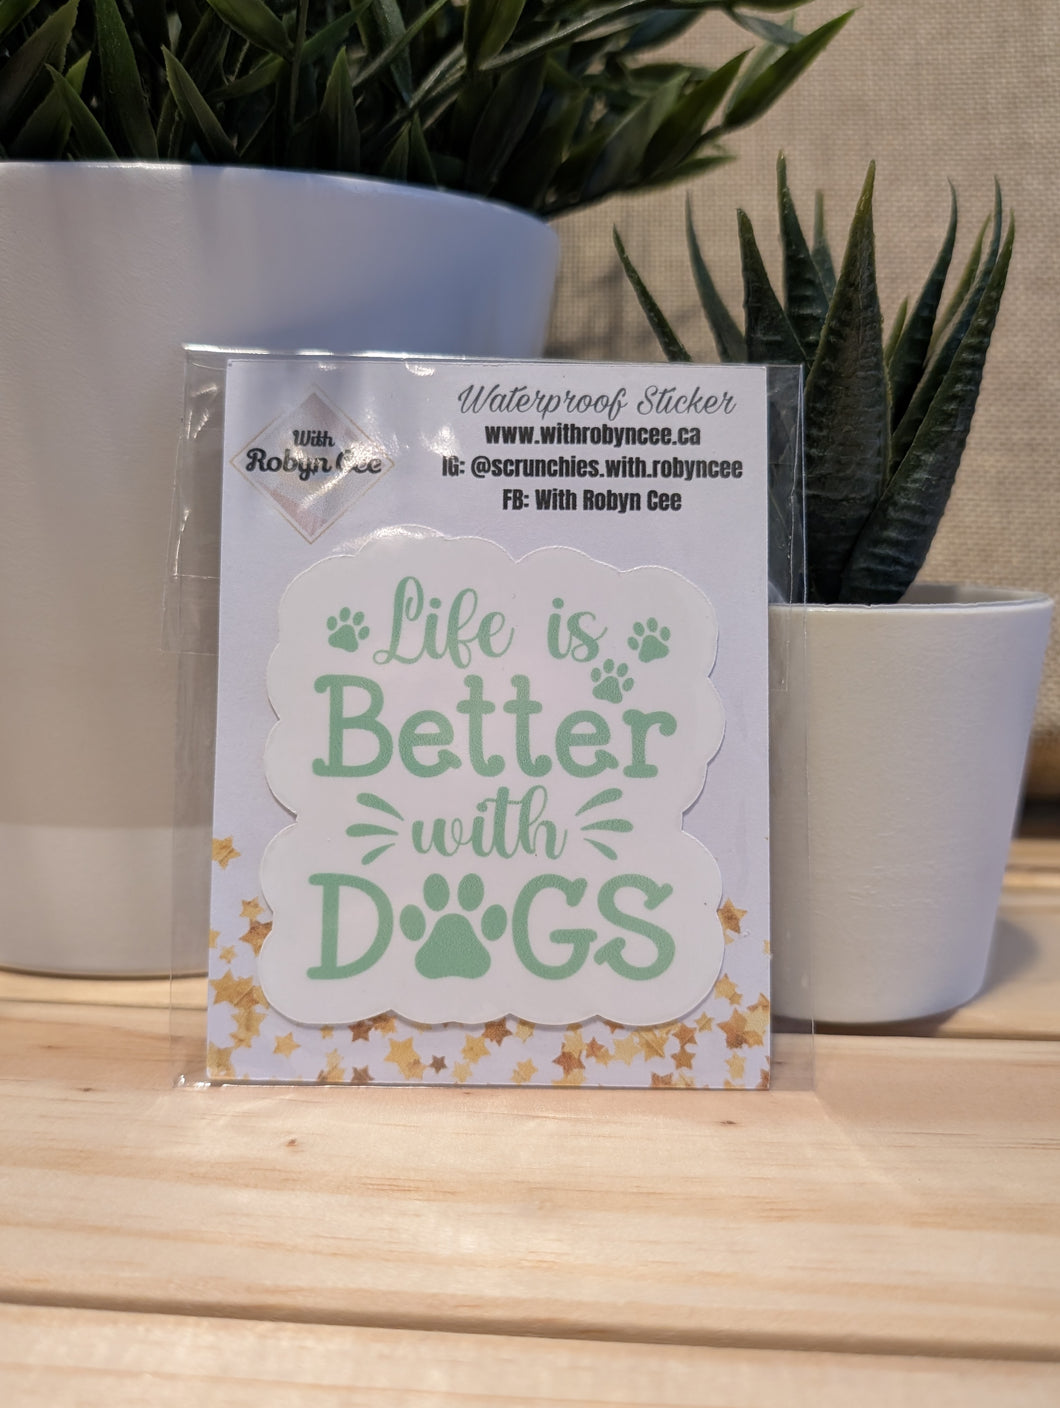 With
Robyn Cee
Waterproof Sticker
www.withrobyncee.ca
IG: @scrunchies.with.robyncee
FB: With Robyn Cee
Life is
Better
with
DOGS